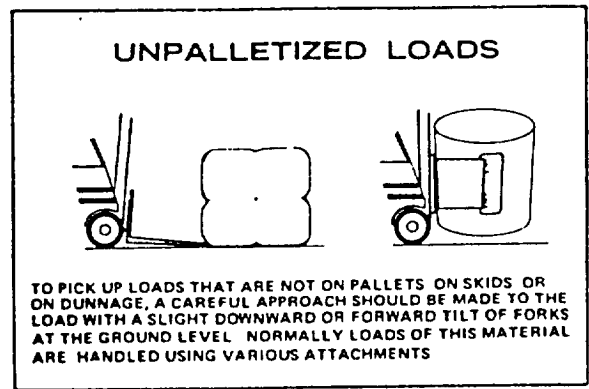 UNPALLETIZED LOADS
TO PICK UP LOADS THAT ARE NOT ON PALLETS ON SKIDS OR
ON DUNNAGE, A CAREFUL APPROACH SHOULD BE MADE TO THE
LOAD WITH A SLIGHT DOWNWARD OR FORWARD TILT OF FORKS
AT THE GROUND LEVEL NORMALLY LOADS OF THIS MATERIAL
ARE HANDLED USING VARIOUS ATTACHMENTS